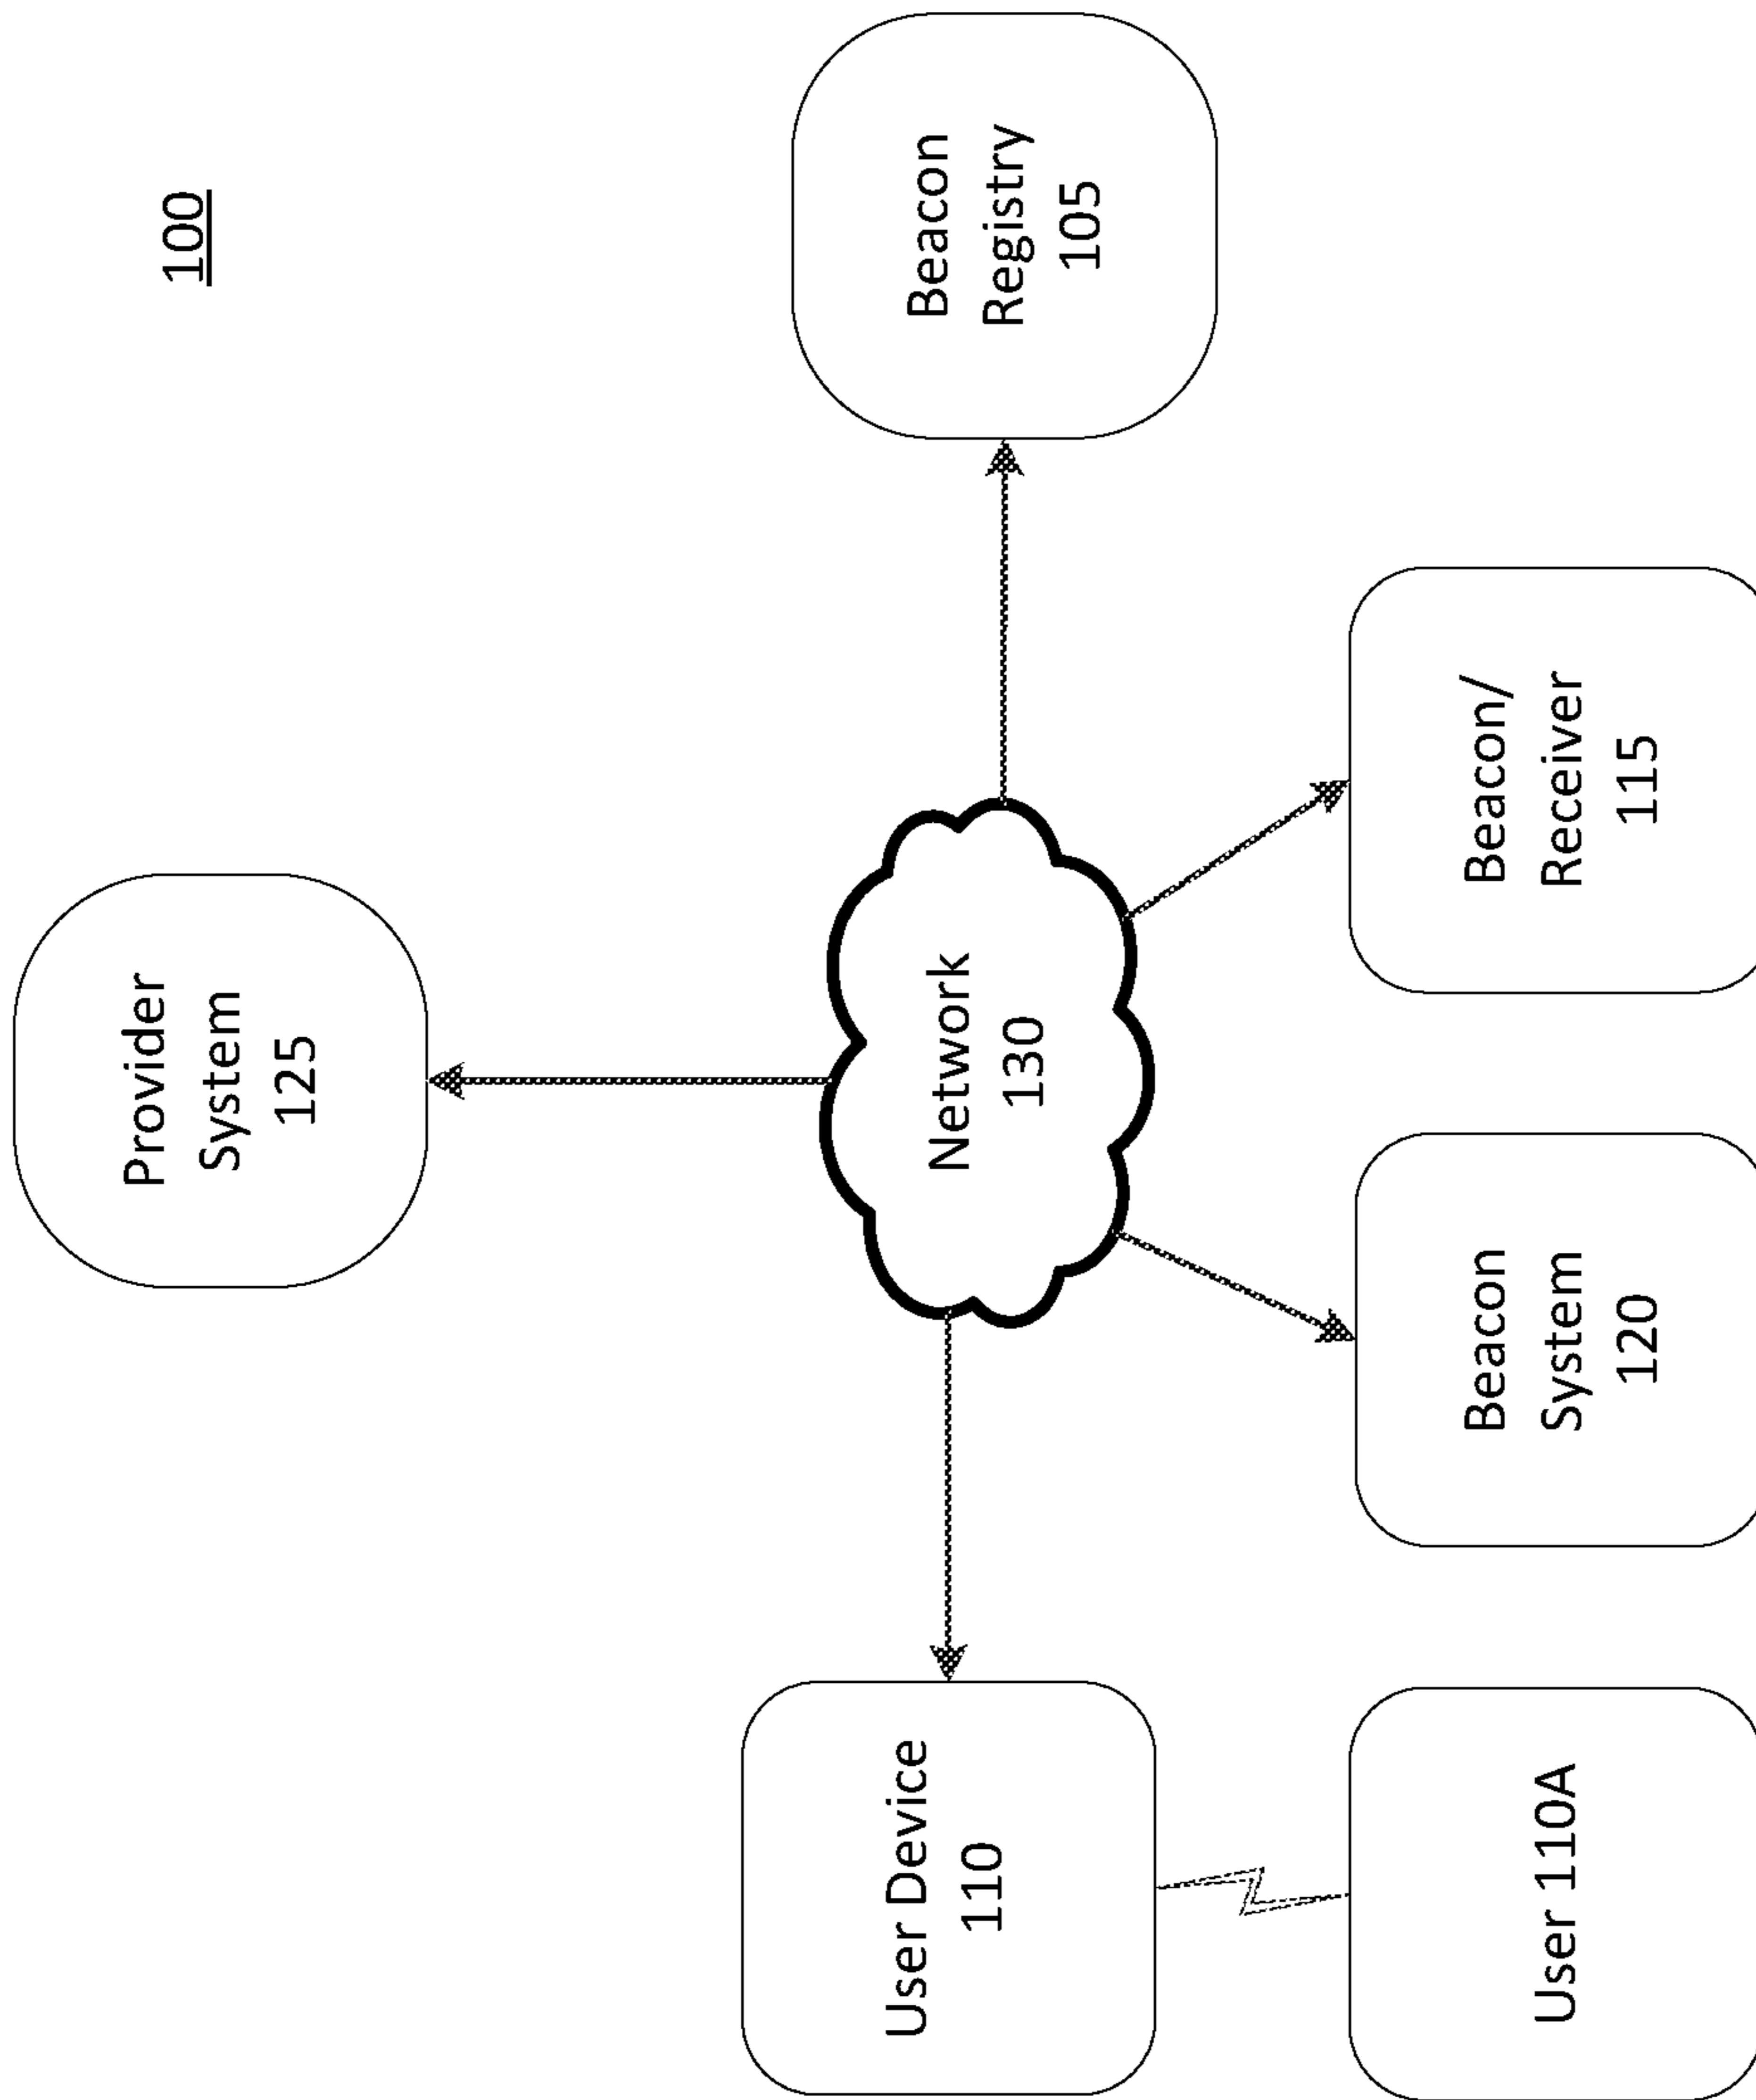 100
Provider
System
125
User Device
110
Network
130
Beacon
Registry
105
User 110A
Beacon
System
120
Beacon/
Receiver
115